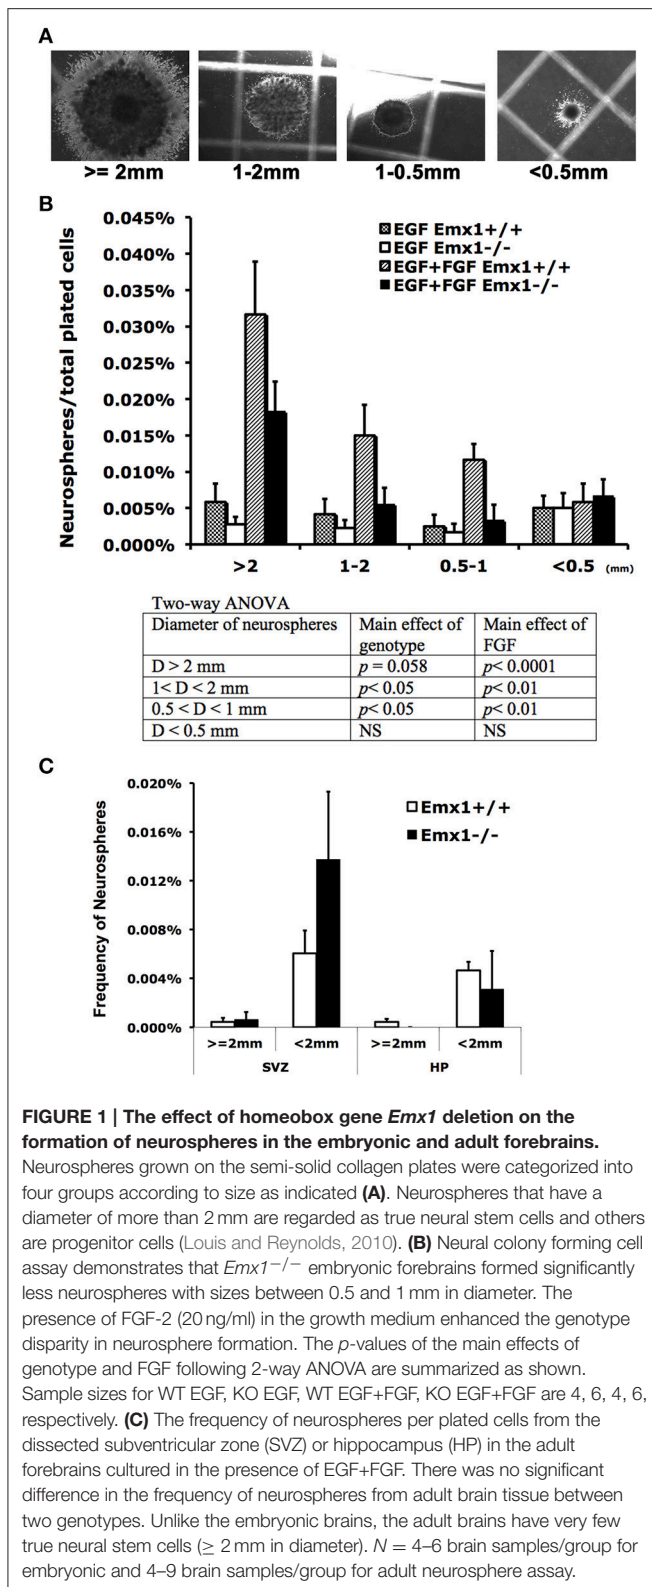 A
>= 2mm 1-2mm 1-0.5mm <0.5mm
B
0.045%
0.040%
0.035%
0.030%
0.025%
0.020%
0.015%
0.010%
0.005%
0.000%
Neurospheres/total plated cells
EGF Emx1+/+
EGF Emx1-/-
EGF+FGF Emx1+/+
EGF+FGF Emx1-/-
>2 1-2 0.5-1 <0.5 (mm)
Two-way ANOVA
Diameter of neurospheres Main effect of genotype Main effect of FGF
D > 2 mm p = 0.058 p< 0.0001
1< D < 2 mm p< 0.05 p< 0.01
0.5 < D < 1 mm p< 0.05 p< 0.01
D < 0.5 mm NS NS
C
0.020%
0.016%
0.012%
0.008%
0.004%
0.000%
Frequency of Neurospheres
Emx1+/+
Emx1-/-
>=2mm <2mm >=2mm <2mm
SVZ HP
FIGURE 1 | The effect of homeobox gene Emx1 deletion on the
formation of neurospheres in the embryonic and adult forebrains.
Neurospheres grown on the semi-solid collagen plates were categorized into
four groups according to size as indicated (A). Neurospheres that have a
diameter of more than 2 mm are regarded as true neural stem cells and others
are progenitor cells (Louis and Reynolds, 2010). (B) Neural colony forming cell
assay demonstrates that Emx1−/− embryonic forebrains formed significantly
less neurospheres with sizes between 0.5 and 1 mm in diameter. The
presence of FGF-2 (20 ng/ml) in the growth medium enhanced the genotype
disparity in neurosphere formation. The p-values of the main effects of
genotype and FGF following 2-way ANOVA are summarized as shown.
Sample sizes for WT EGF, KO EGF, WT EGF+FGF, KO EGF+FGF are 4, 6, 4, 6,
respectively. (C) The frequency of neurospheres per plated cells from the
dissected subventricular zone (SVZ) or hippocampus (HP) in the adult
forebrains cultured in the presence of EGF+FGF. There was no significant
difference in the frequency of neurospheres from adult brain tissue between
two genotypes. Unlike the embryonic brains, the adult brains have very few
true neural stem cells (≥ 2 mm in diameter). N = 4–6 brain samples/group for
embryonic and 4–9 brain samples/group for adult neurosphere assay.